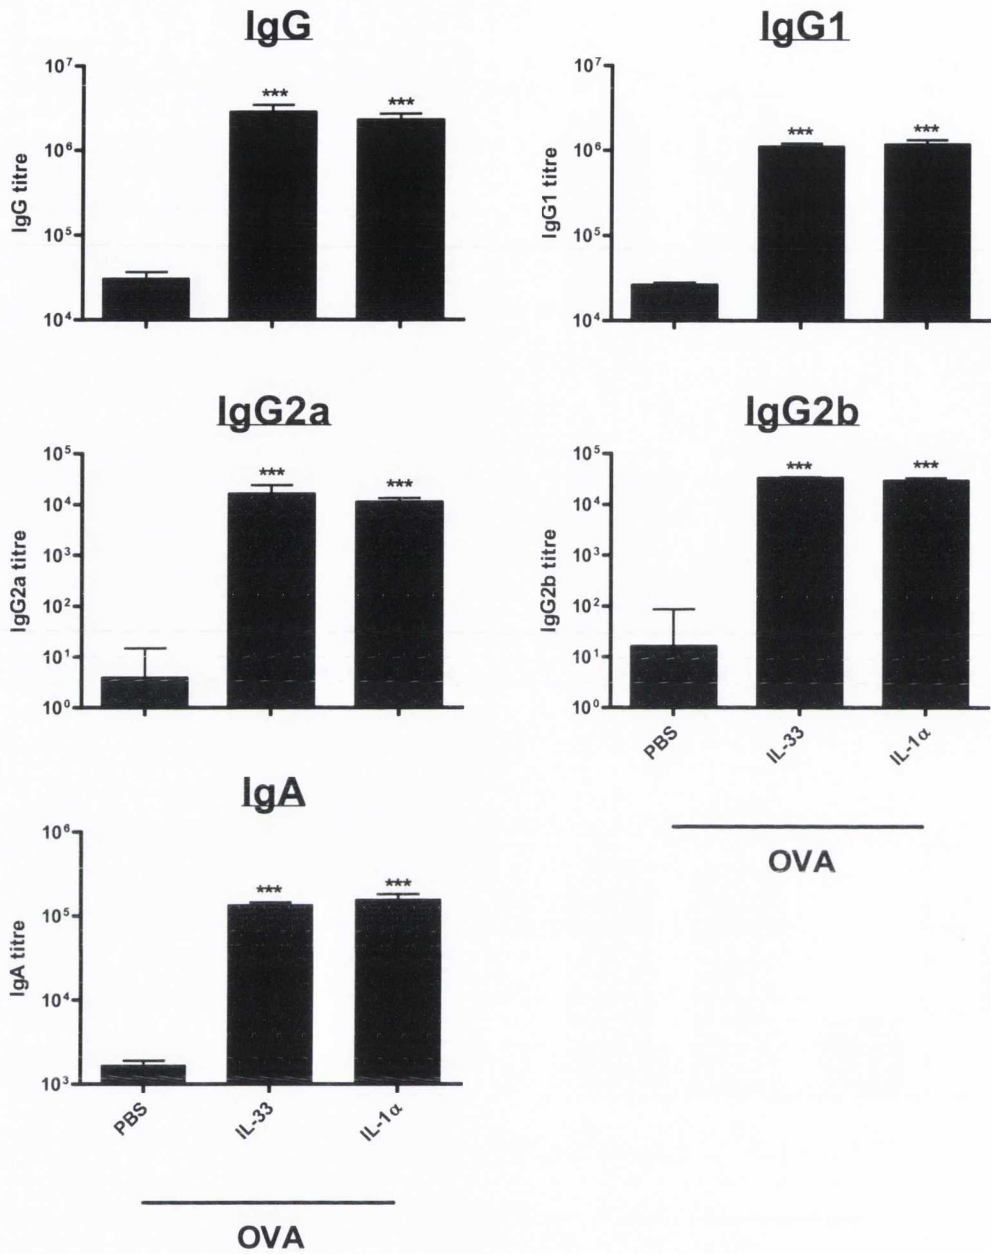 IgG
10⁷
10⁶
10⁵
10⁴
IgG titre
***
***
IgG1
10⁷
10⁶
10⁵
10⁴
IgG1 titre
***
***
IgG2a
10⁵
10⁴
10³
10²
10¹
10⁰
IgG2a titre
***
***
IgG2b
10⁵
10⁴
10³
10²
10¹
10⁰
IgG2b titre
***
***
PBS
IL-33
IL-1α
OVA
IgA
10⁶
10⁵
10⁴
10³
IgA titre
***
***
PBS
IL-33
IL-1α
OVA